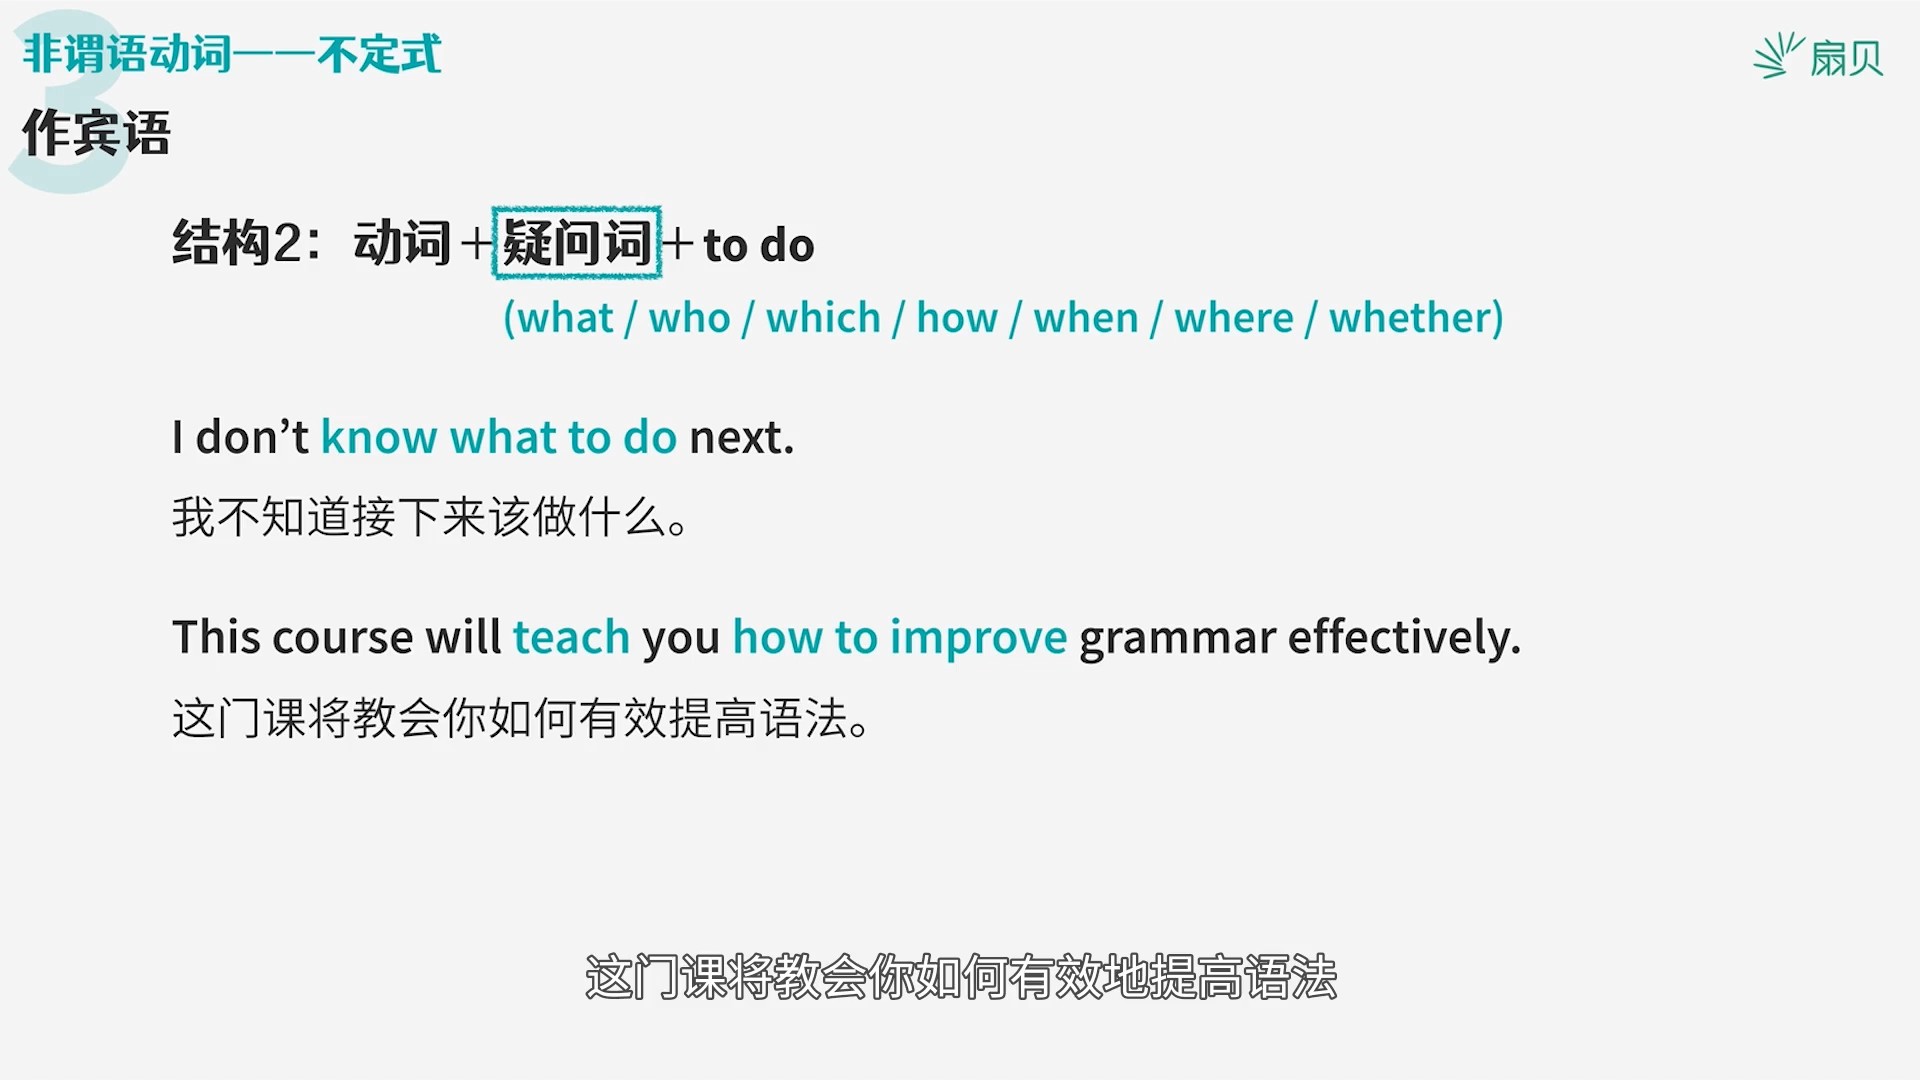 3
非谓语动词——不定式
扇贝
作宾语
结构2：动词＋疑问词＋to do
(what / who / which / how / when / where / whether)
I don’t know what to do next.
我不知道接下来该做什么。
This course will teach you how to improve grammar effectively.
这门课将教会你如何有效提高语法。
这门课将教会你如何有效地提高语法